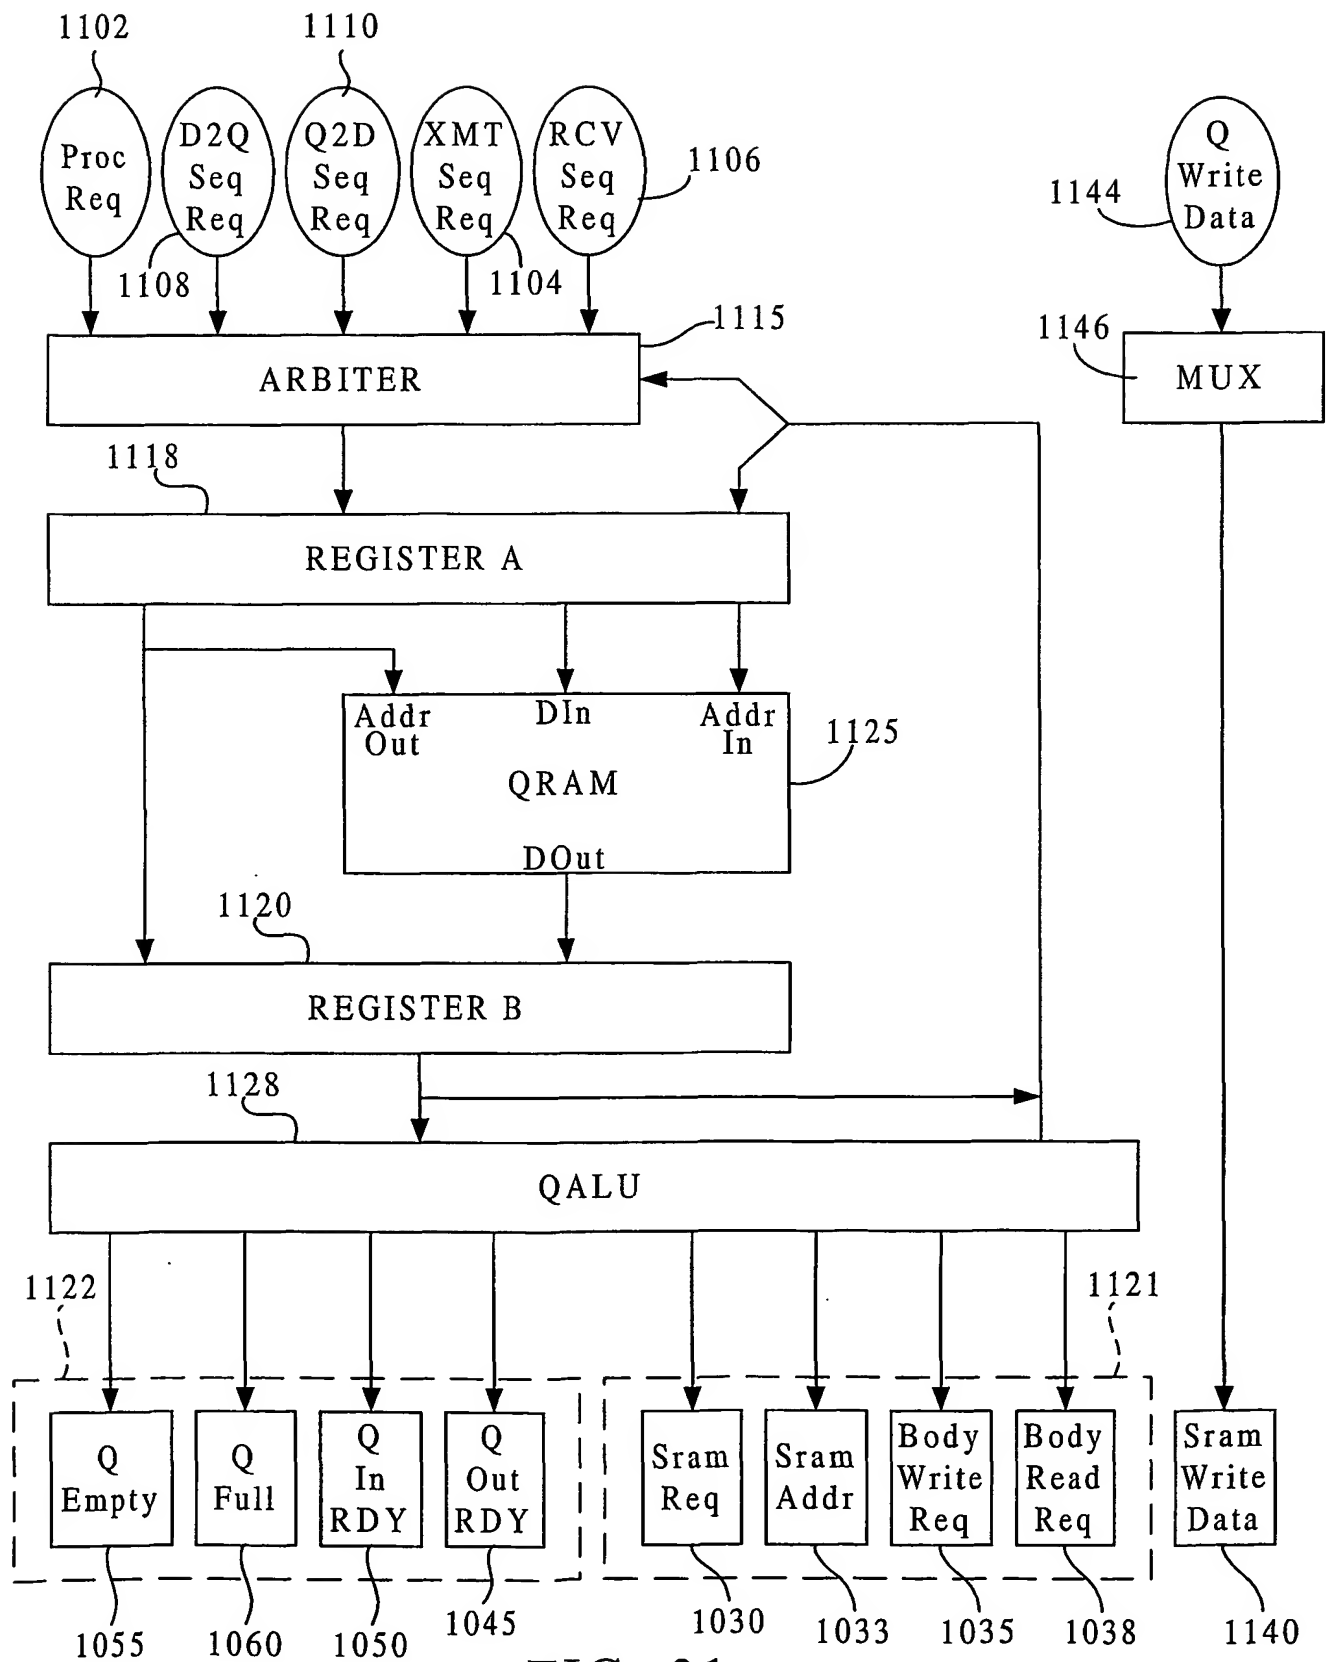 1102
1110
Proc
Req
D2Q
Seq
Req
Q2D
Seq
Req
XMT
Seq
Req
RCV
Seq
Req
1106
1108
1104
Q
Write
Data
1144
1115
ARBITER
1146
MUX
1118
REGISTER A
Addr
Out
DIn
Addr
In
1125
QRAM
DOut
1120
REGISTER B
1128
QALU
1122
1121
Q
Empty
Q
Full
Q
In
RDY
Q
Out
RDY
Sram
Req
Sram
Addr
Body
Write
Req
Body
Read
Req
Sram
Write
Data
1055
1060
1050
1045
1030
1033
1035
1038
1140